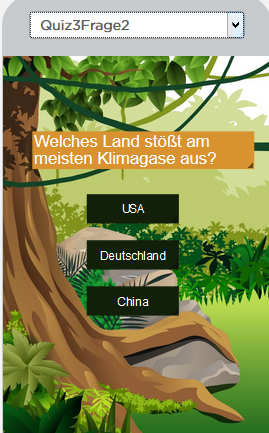 Quiz3Frage2
Welches Land stößt am
meisten Klimagase aus?
USA
Deutschland
China